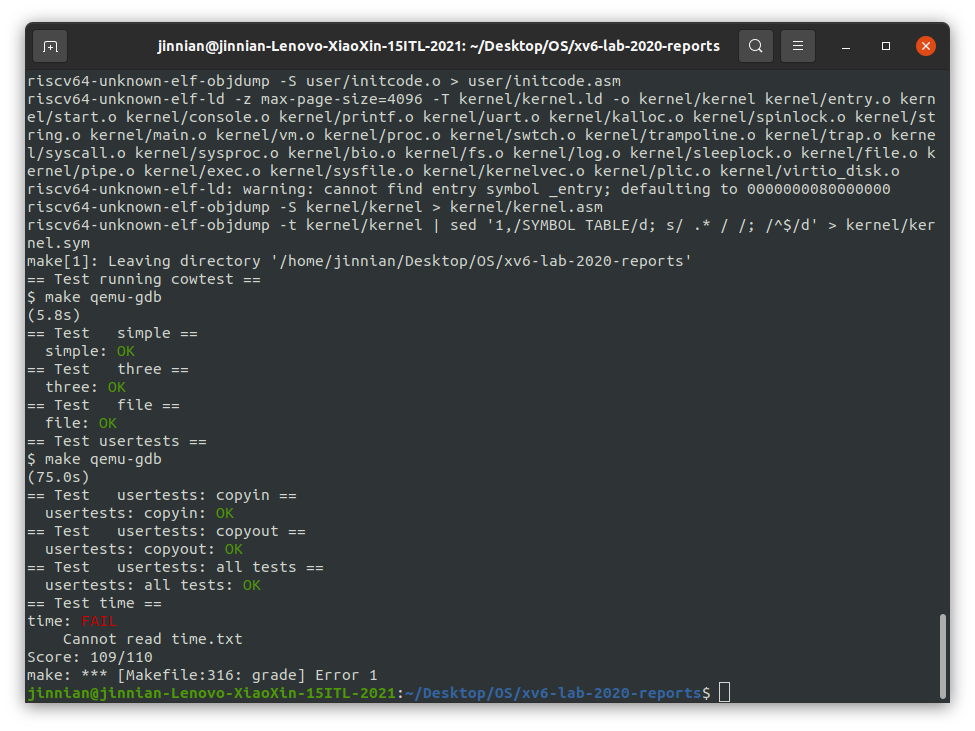 jinnian@jinnian-Lenovo-XiaoXin-15ITL-2021: ~/Desktop/OS/xv6-lab-2020-reports
riscv64-unknown-elf-objdump -S user/initcode.o > user/initcode.asm
riscv64-unknown-elf-ld -z max-page-size=4096 -T kernel/kernel.ld -o kernel/kernel kernel/entry.o kern
el/start.o kernel/console.o kernel/printf.o kernel/uart.o kernel/kalloc.o kernel/spinlock.o kernel/st
ring.o kernel/main.o kernel/vm.o kernel/proc.o kernel/swtch.o kernel/trampoline.o kernel/trap.o kerne
l/syscall.o kernel/sysproc.o kernel/bio.o kernel/fs.o kernel/log.o kernel/sleeplock.o kernel/file.o k
ernel/pipe.o kernel/exec.o kernel/sysfile.o kernel/kernelvec.o kernel/plic.o kernel/virtio_disk.o
riscv64-unknown-elf-ld: warning: cannot find entry symbol _entry; defaulting to 0000000080000000
riscv64-unknown-elf-objdump -S kernel/kernel > kernel/kernel.asm
riscv64-unknown-elf-objdump -t kernel/kernel | sed '1,/SYMBOL TABLE/d; s/ .* / /; /^$/d' > kernel/ker
nel.sym
make[1]: Leaving directory '/home/jinnian/Desktop/OS/xv6-lab-2020-reports'
== Test running cowtest ==
$ make qemu-gdb
(5.8s)
== Test   simple ==
  simple: OK
== Test   three ==
  three: OK
== Test   file ==
  file: OK
== Test usertests ==
$ make qemu-gdb
(75.0s)
== Test   usertests: copyin ==
  usertests: copyin: OK
== Test   usertests: copyout ==
  usertests: copyout: OK
== Test   usertests: all tests ==
  usertests: all tests: OK
== Test time ==
time: FAIL
    Cannot read time.txt
Score: 109/110
make: *** [Makefile:316: grade] Error 1
jinnian@jinnian-Lenovo-XiaoXin-15ITL-2021:~/Desktop/OS/xv6-lab-2020-reports$